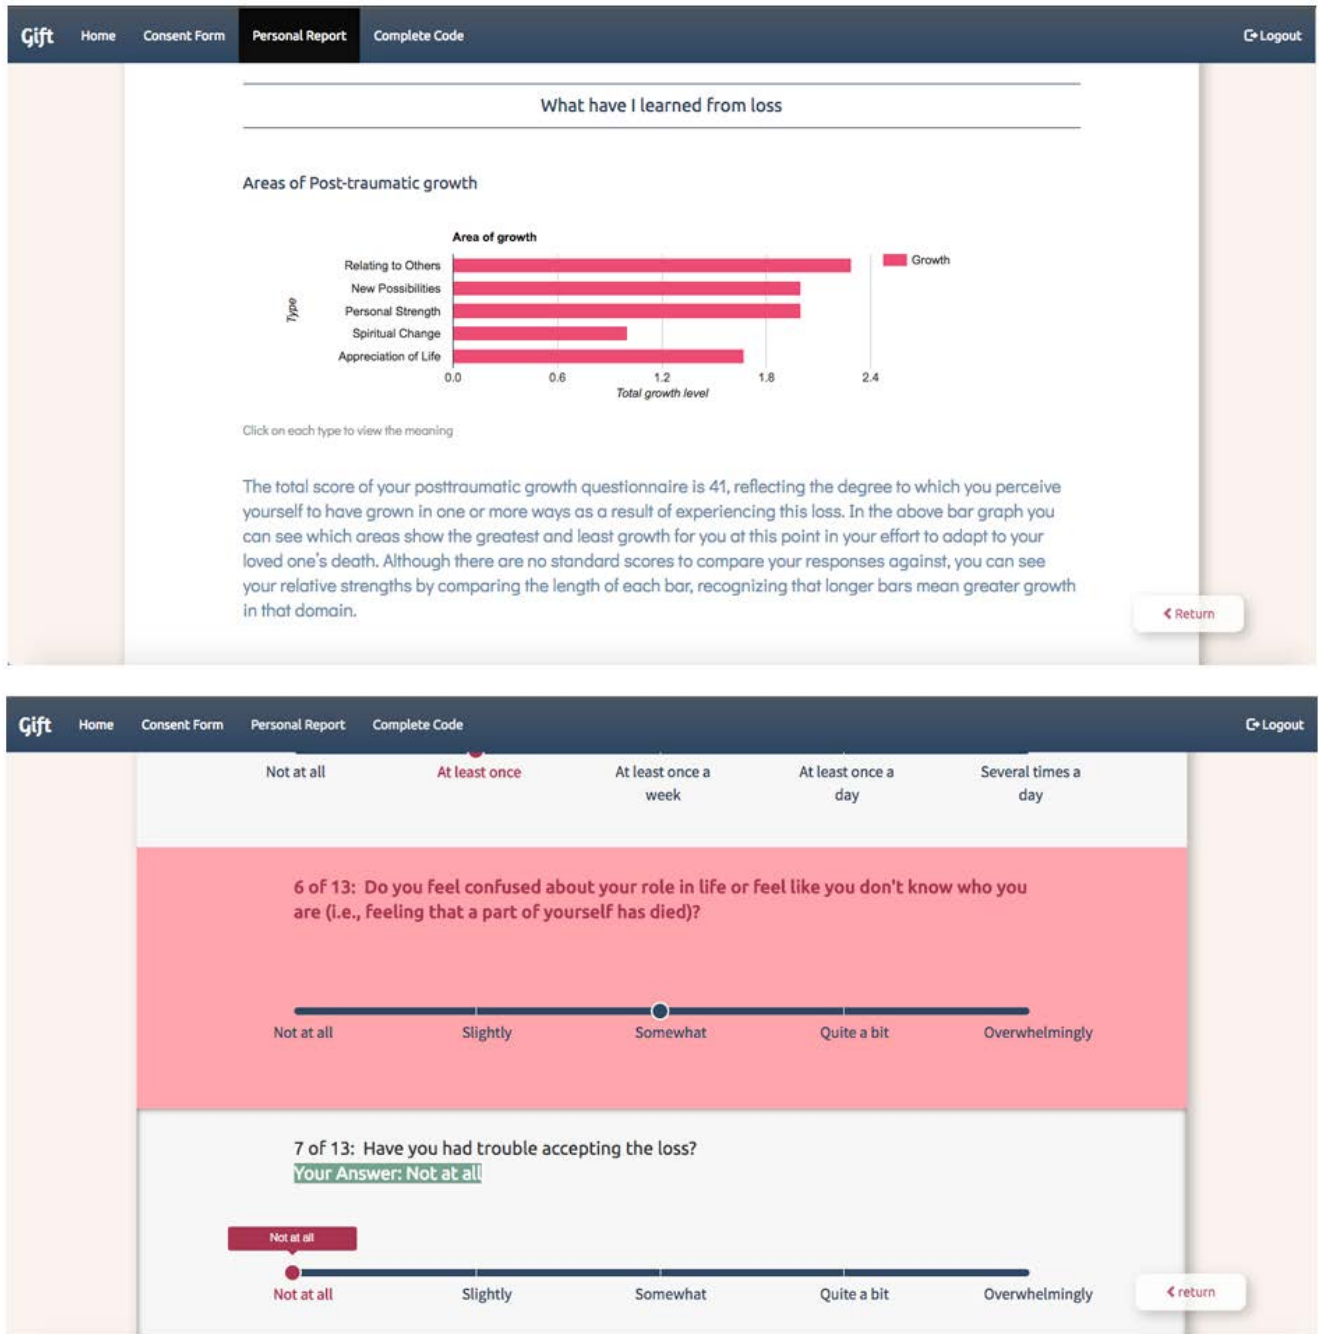 Gift Home Consent Form Personal Report Complete Code Logout
What have I learned from loss
Areas of Post-traumatic growth
Area of growth
Growth
Relating to Others
New Possibilities
Type
Personal Strength
Spiritual Change
Appreciation of Life
0.0 0.6 1.2 1.8 2.4
Total growth level
Click on each type to view the meaning
The total score of your posttraumatic growth questionnaire is 41, reflecting the degree to which you perceive
yourself to have grown in one or more ways as a result of experiencing this loss. In the above bar graph you
can see which areas show the greatest and least growth for you at this point in your effort to adapt to your
loved one's death. Although there are no standard scores to compare your responses against, you can see
your relative strengths by comparing the length of each bar, recognizing that longer bars mean greater growth
in that domain.
Return
Gift Home Consent Form Personal Report Complete Code Logout
Not at all At least once At least once a At least once a Several times a
week day day
6 of 13: Do you feel confused about your role in life or feel like you don't know who you
are (i.e., feeling that a part of yourself has died)?
Not at all Slightly Somewhat Quite a bit Overwhelmingly
7 of 13: Have you had trouble accepting the loss?
Your Answer: Not at all
Not at all
Not at all Slightly Somewhat Quite a bit Overwhelmingly
return